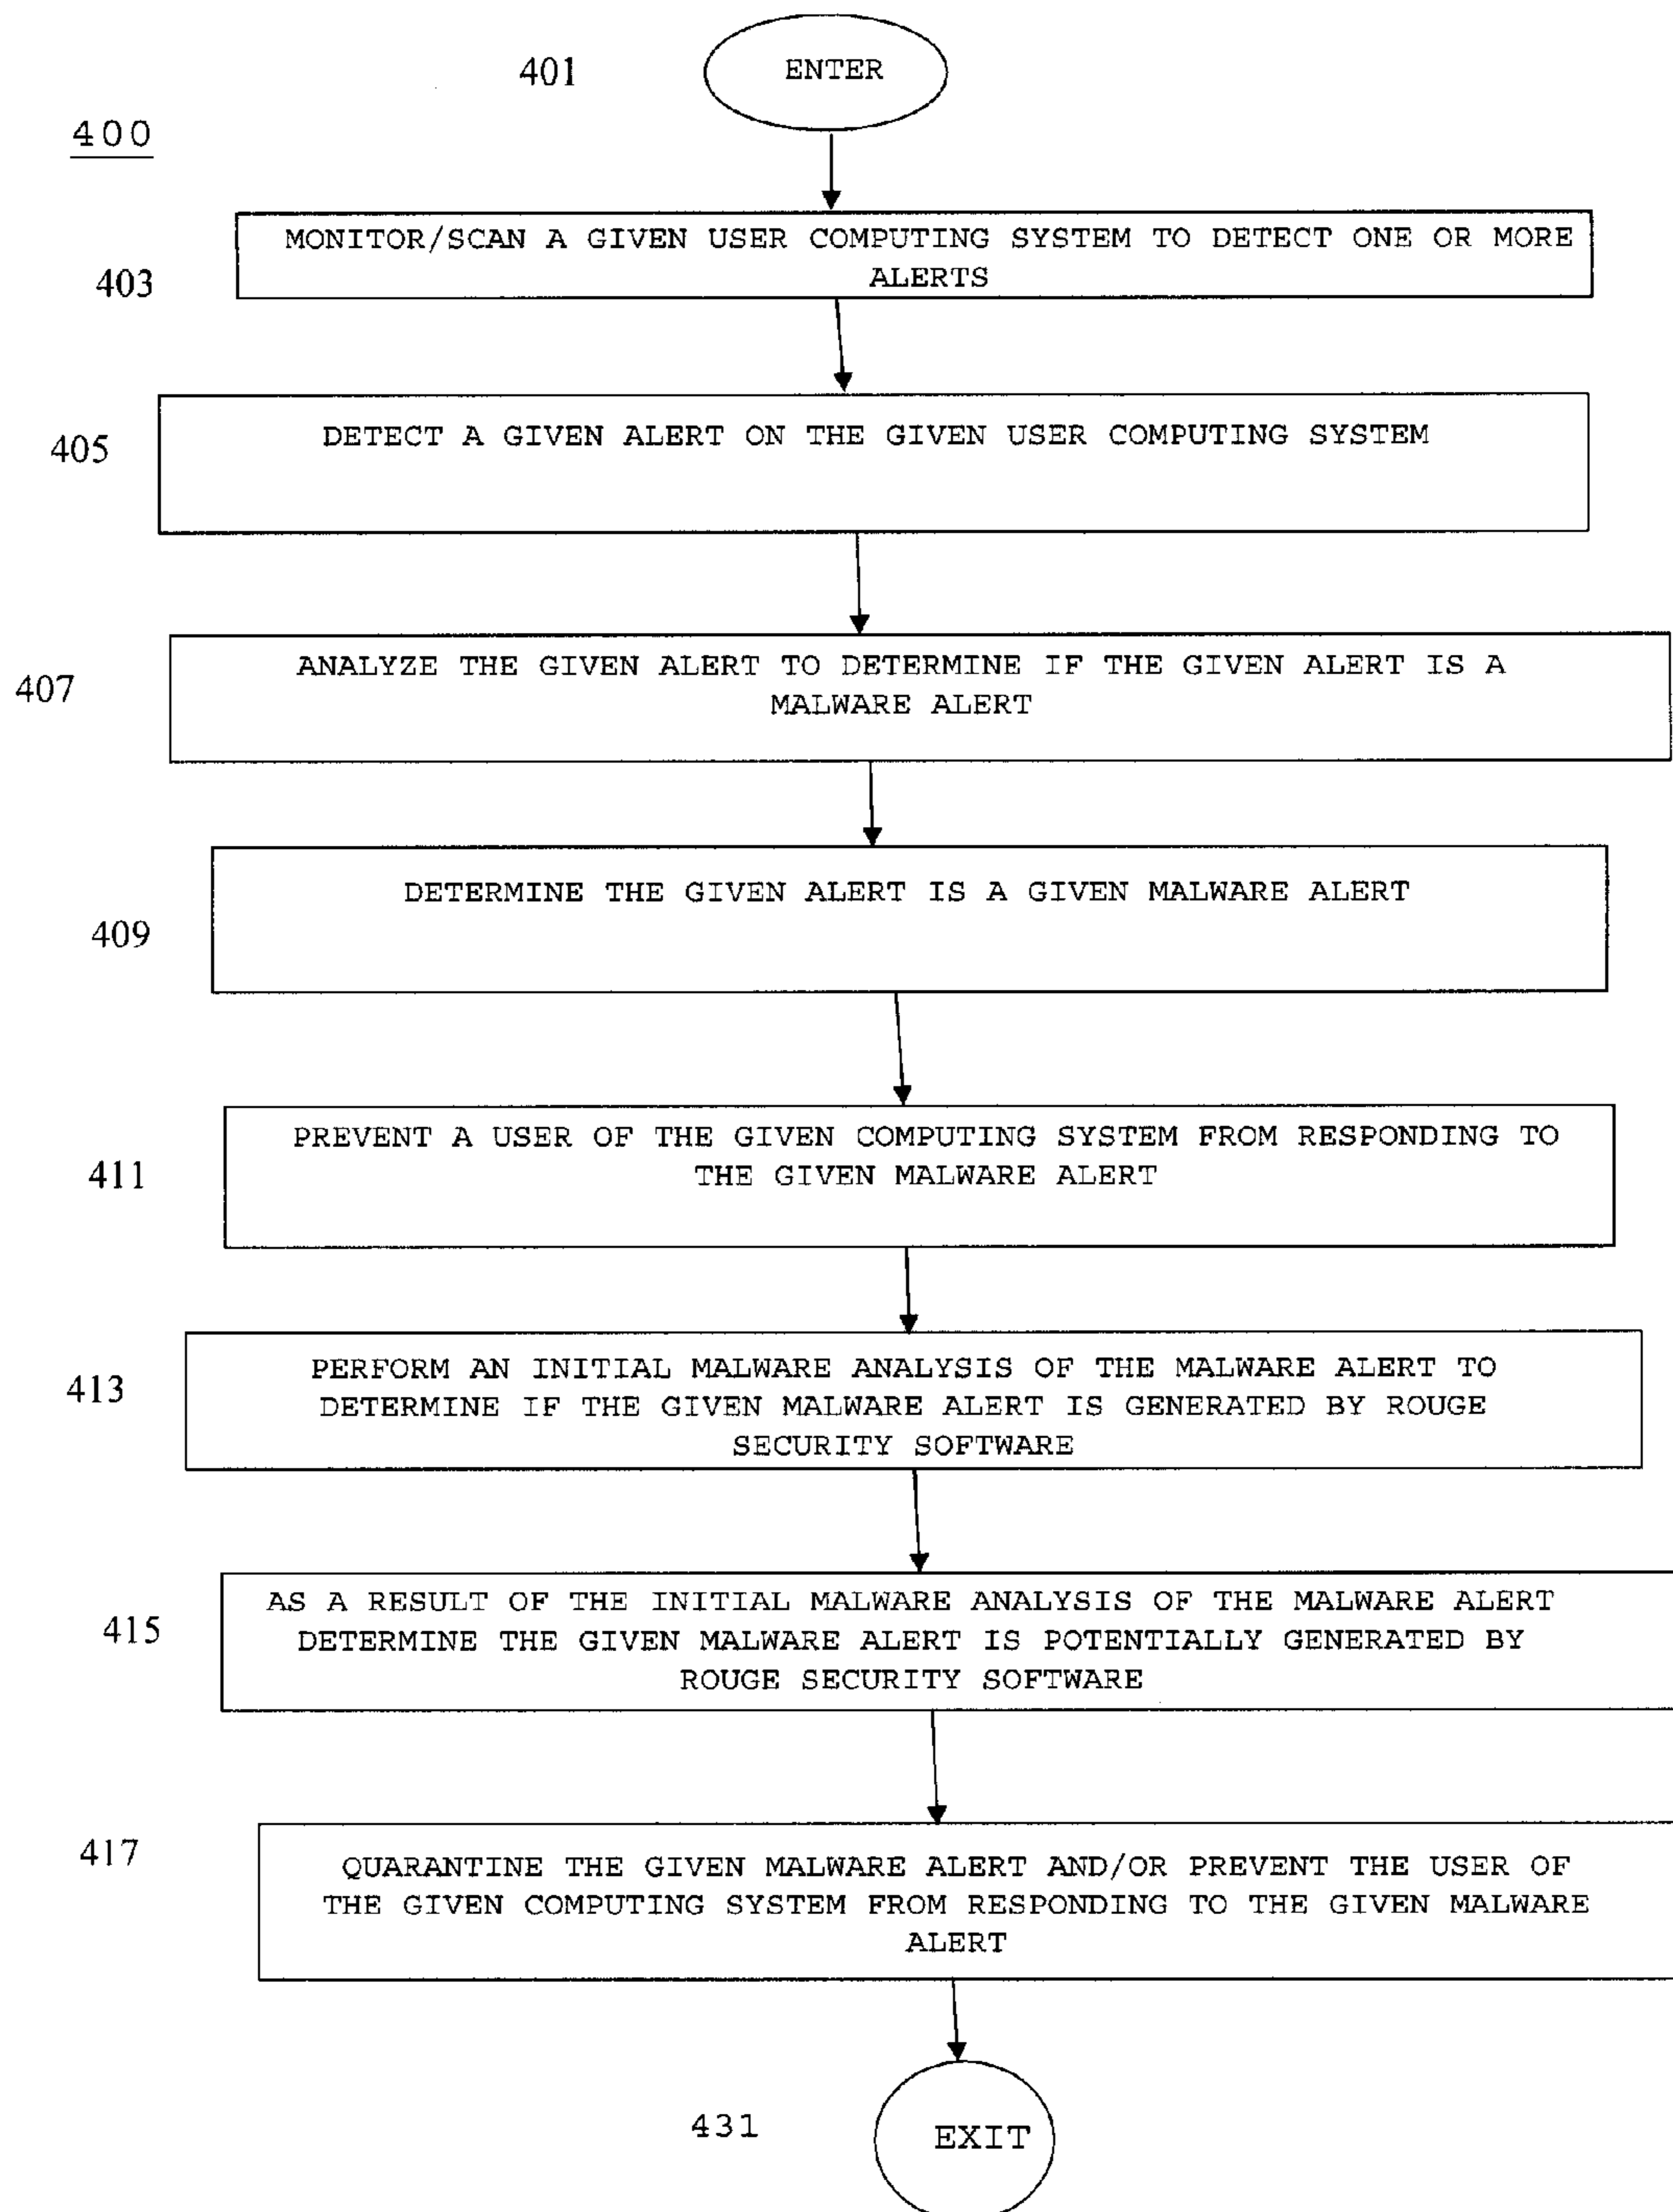 401
ENTER
400
MONITOR/SCAN A GIVEN USER COMPUTING SYSTEM TO DETECT ONE OR MORE
ALERTS
403
DETECT A GIVEN ALERT ON THE GIVEN USER COMPUTING SYSTEM
405
ANALYZE THE GIVEN ALERT TO DETERMINE IF THE GIVEN ALERT IS A
MALWARE ALERT
407
DETERMINE THE GIVEN ALERT IS A GIVEN MALWARE ALERT
409
PREVENT A USER OF THE GIVEN COMPUTING SYSTEM FROM RESPONDING TO
THE GIVEN MALWARE ALERT
411
PERFORM AN INITIAL MALWARE ANALYSIS OF THE MALWARE ALERT TO
DETERMINE IF THE GIVEN MALWARE ALERT IS GENERATED BY ROUGE
SECURITY SOFTWARE
413
AS A RESULT OF THE INITIAL MALWARE ANALYSIS OF THE MALWARE ALERT
DETERMINE THE GIVEN MALWARE ALERT IS POTENTIALLY GENERATED BY
ROUGE SECURITY SOFTWARE
415
417
QUARANTINE THE GIVEN MALWARE ALERT AND/OR PREVENT THE USER OF
THE GIVEN COMPUTING SYSTEM FROM RESPONDING TO THE GIVEN MALWARE
ALERT
431
EXIT